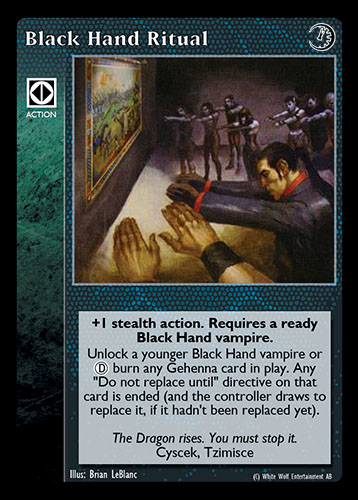 Black Hand Ritual
ACTION
+1 stealth action. Requires a ready
Black Hand vampire.
Unlock a younger Black Hand vampire or
D burn any Gehenna card in play. Any
"Do not replace until" directive on that
card is ended (and the controller draws to
replace it, if it hadn't been replaced yet).
The Dragon rises. You must stop it.
Cyscek, Tzimisce
Illus: Brian LeBlanc
(C) White Wolf Entertainment AB